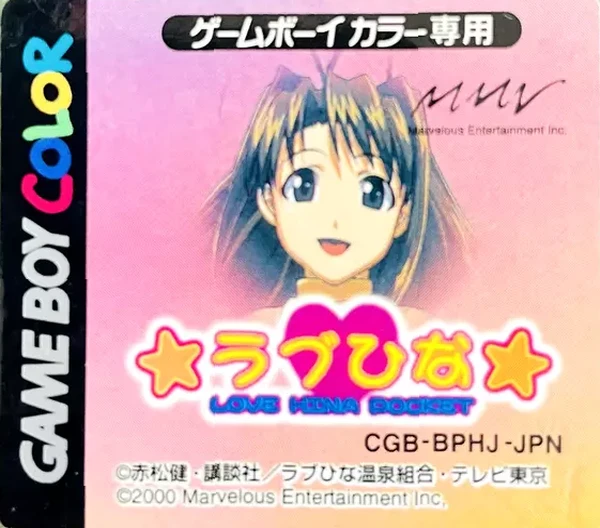 GAME BOY COLOR
ゲームボーイカラー専用
MMV
Marvelous Entertainment Inc.
ラブひな
LOVE HINA POCKET
CGB-BPHJ-JPN
©赤松健・講談社／ラブひな温泉組合・テレビ東京
©2000 Marvelous Entertainment Inc,